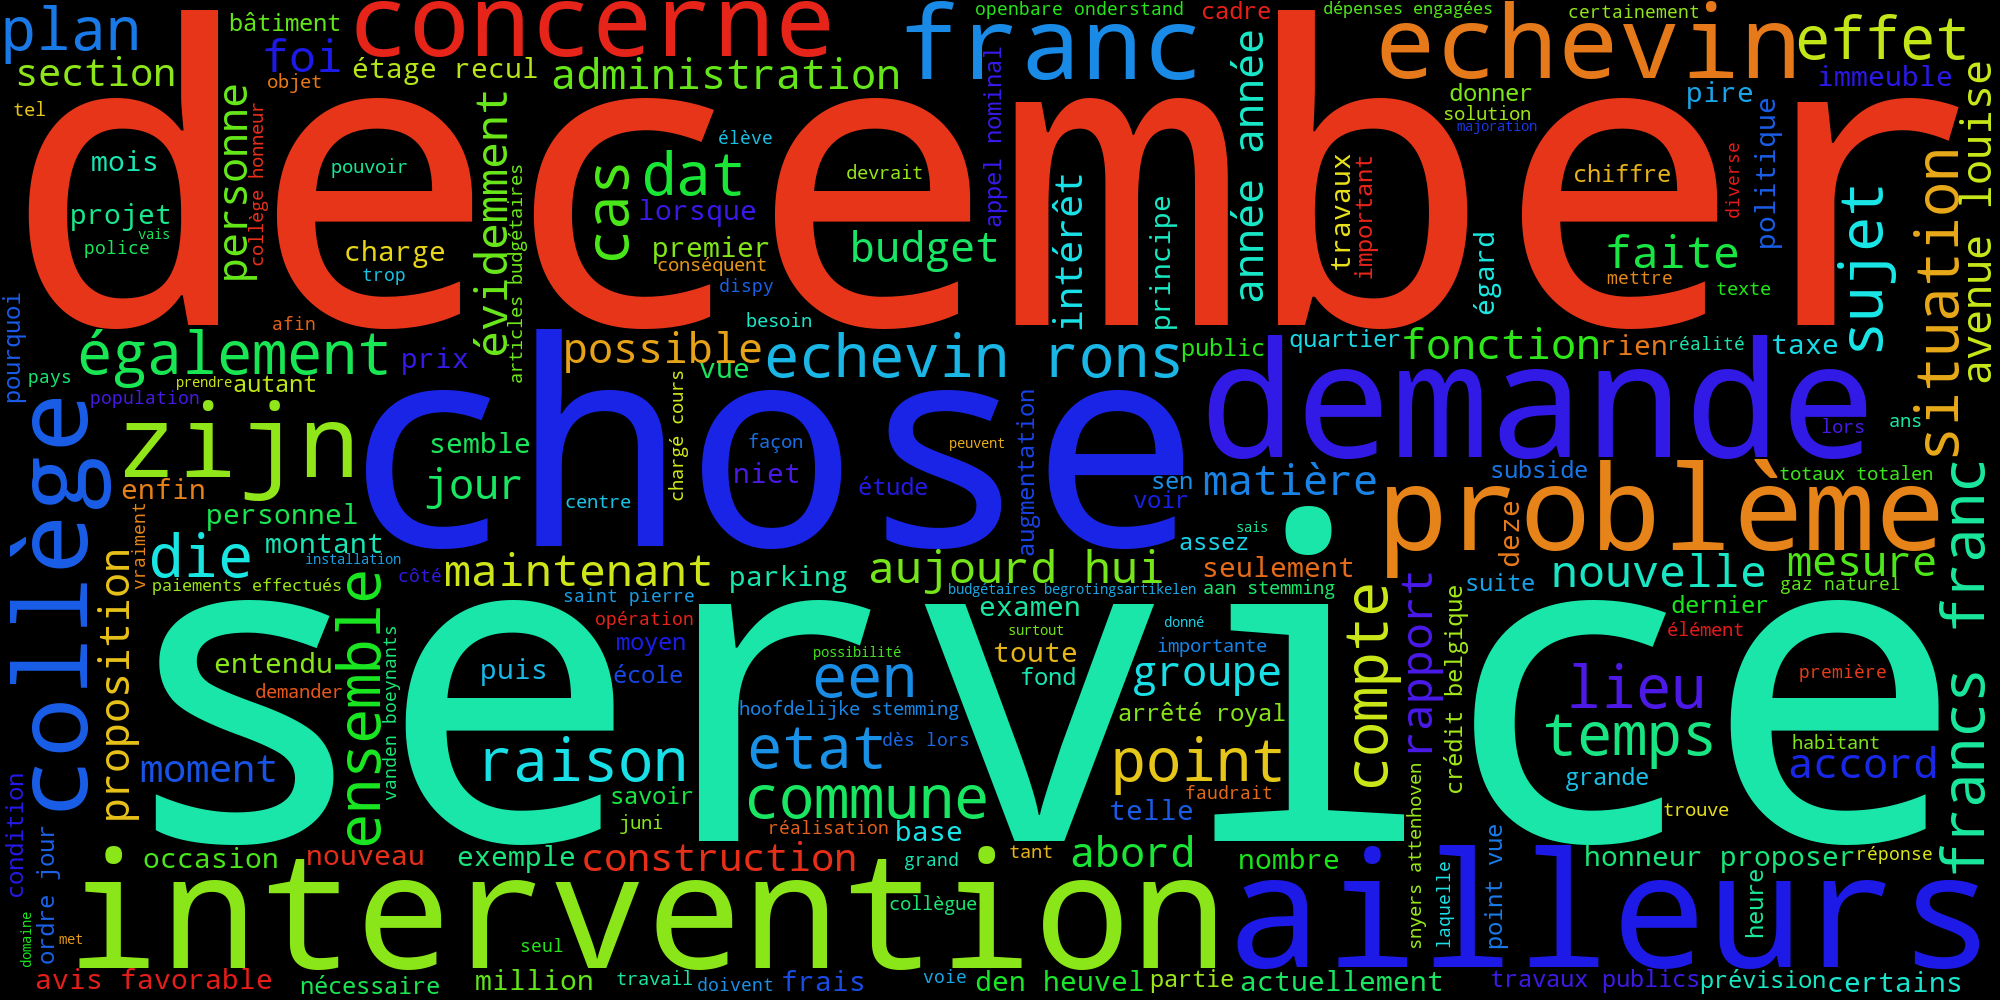 plan
bâtiment
concerne
openbare onderstand
cadre
dépenses engagées
certainement
franc
echevin
effet
section
foi
objet
étage recul
administration
immeuble
tel
donner
solution
majoration
pire
december
mois
projet
vais
police
personne
collège honneur
pouvoir
charge
trop
évidemment
articles budgétaires
cas
dat
élève
lorsque
premier
conséquent
dispy
devrait
budget
appel nominal
intérêt
principe
année année
travaux
important
égard
chiffre
faite
mettre
diverse
texte
politique
sujet
situation
avenue louise
pourquoi
afin
besoin
également
prix
possible
vue
echevin rons
public
quartier
fonction
rien
réalité
taxe
pays
prendre
autant
population
chose
demande
lors
ans
collège
zijn
semble
jour
chargé cours
façon
niet
étude
peuvent
augmentation
centre
sen
voir
matière
subside
totaux totalen
enfin
personnel
vraiment
die
montant
installation
sais
assez
seulement
deze
problème
mesure
francs franc
côté
maintenant
parking
aujourd hui
nouvelle
gaz naturel
paiements effectués
saint pierre
budgétaires begrotingsartikelen
aan stemming
suite
proposition
ensemble
vanden boeynants
opération
moyen
école
examen
surtout
donné
importante
toute
fond
groupe
compte
rapport
crédit belgique
dernier
élément
service
entendu
demander
puis
possibilité
een
hoofdelijke stemming
arrêté royal
lieu
première
temps
habitant
accord
grande
moment
raison
etat
dès lors
point
savoir
juni
commune
faudrait
telle
trouve
condition
ordre jour
réalisation
base
occasion
nouveau
exemple
construction
grand
tant
abord
nombre
snyers attenhoven
laquelle
point vue
honneur proposer
réponse
heure
intervention
ailleurs
collègue
domaine
met
seul
avis favorable
nécessaire
million
travail
doivent
frais
voie
den heuvel
partie
actuellement
travaux publics
prévision
certains